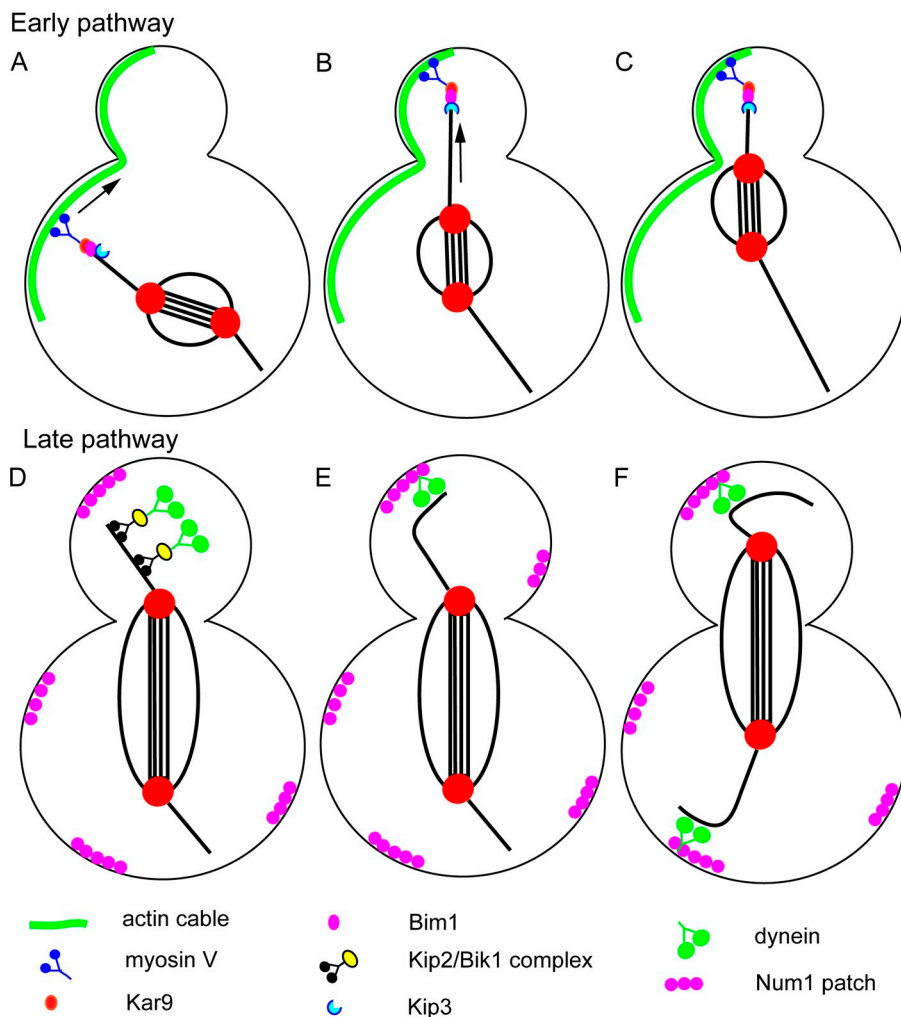 Early pathway
A
B
C
Late pathway
D
E
F
actin cable
myosin V
Kar9
Bim1
Kip2/Bik1 complex
Kip3
dynein
Num1 patch